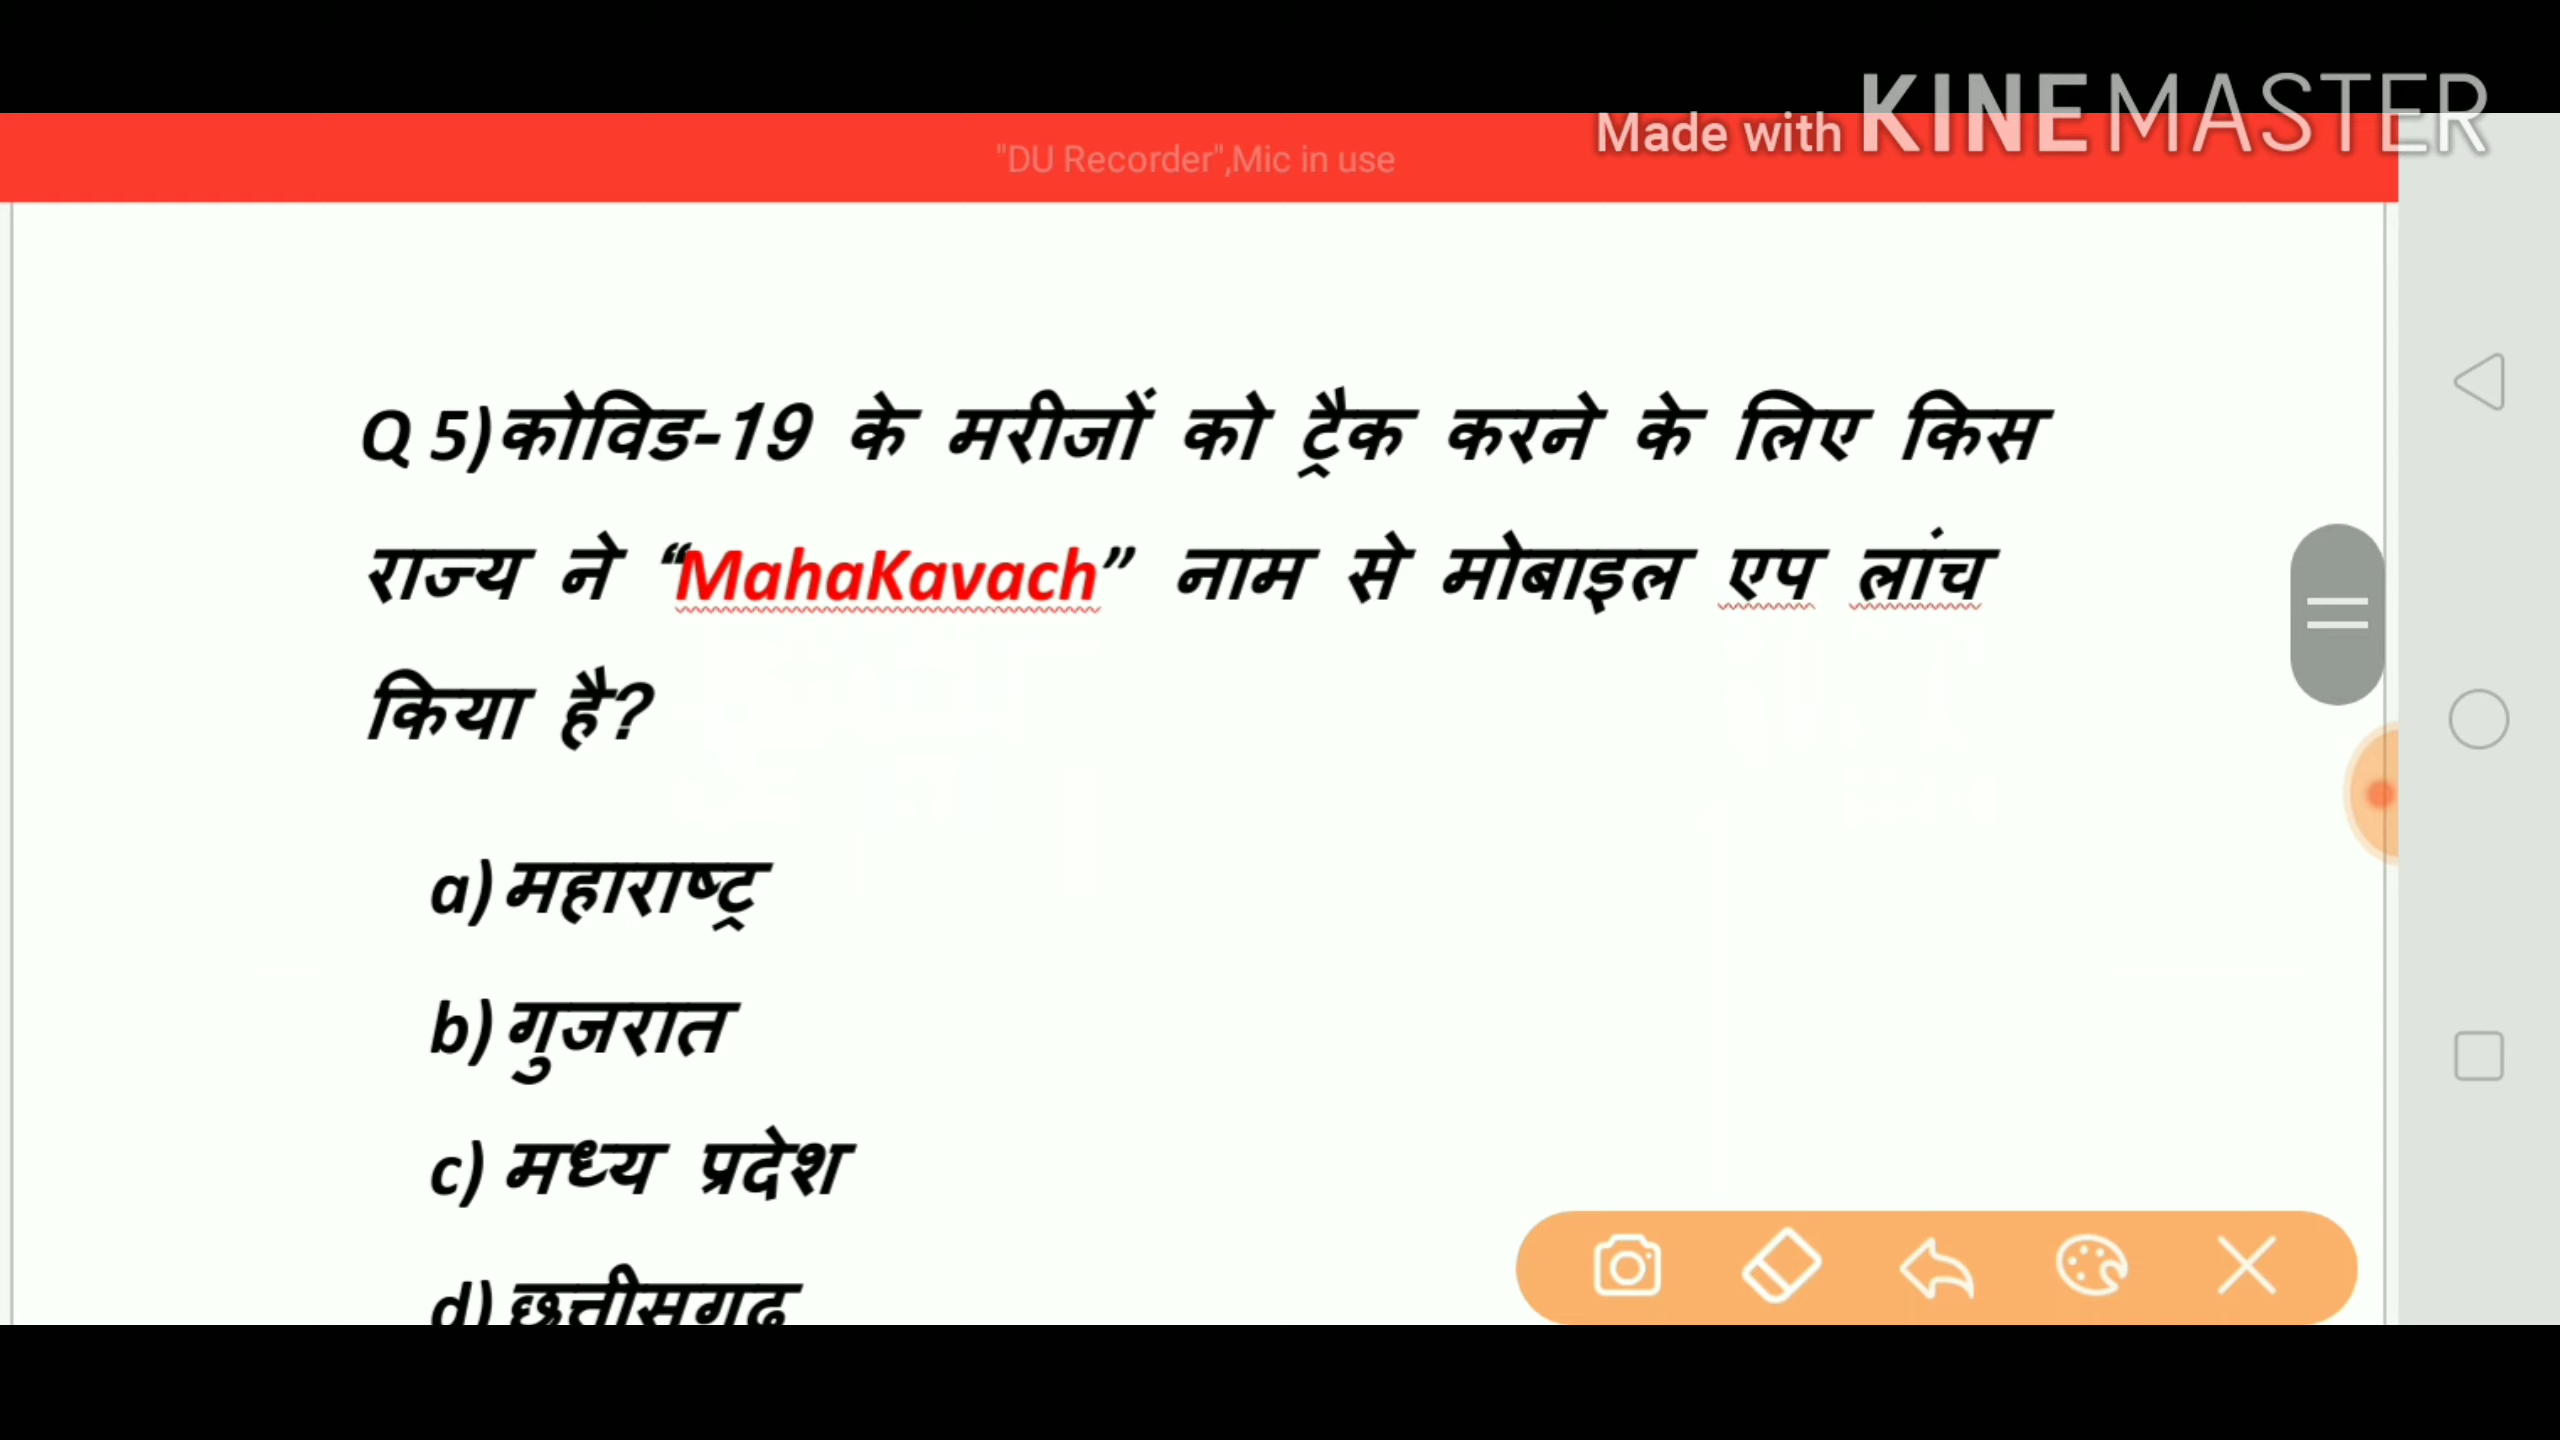 Made with KINEMASTER
"DU Recorder",Mic in use
Q 5)कोविड-19 के मरीजों को ट्रैक करने के लिए किस
राज्य ने “MahaKavach” नाम से मोबाइल एप लांच
किया है?
a) महाराष्ट्र
b) गुजरात
c) मध्य प्रदेश
d) छत्तीसगढ